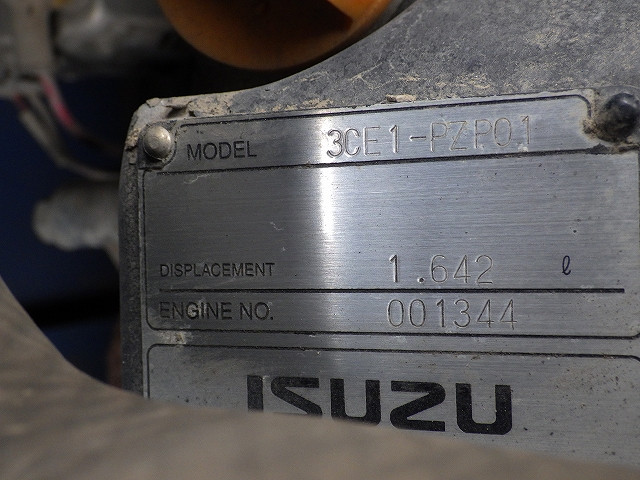 MODEL 3CE1-PZP01
DISPLACEMENT 1.642 ℓ
ENGINE NO. 001344
ISUZU